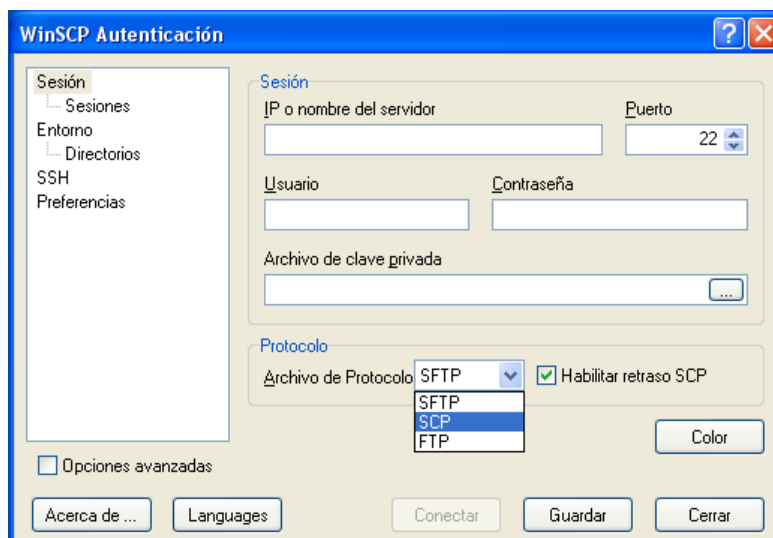 WinSCP Autenticación
Sesión
Sesiones
Entorno
Directorios
SSH
Preferencias
Sesión
IP o nombre del servidor
Puerto
22
Usuario
Contraseña
Archivo de clave privada
...
Protocolo
Archivo de Protocolo
SFTP
Habilitar retraso SCP
SFTP
SCP
FTP
Color
Opciones avanzadas
Acerca de ...
Languages
Conectar
Guardar
Cerrar